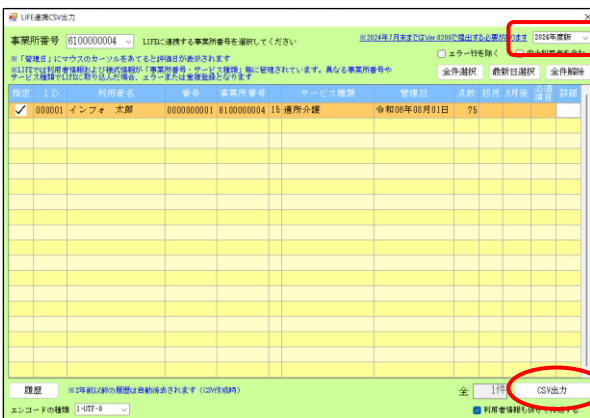 LIFE連携CSV出力
事業所番号 6100000004 LIFEに連携する事業所番号を選択してください ※2024年7月末まではVer.0200で提出する必要があります 2024年度版
※「管理日」にマウスのカーソルをあてると評価日が表示されます
エラー行を除く
※LIFEでは利用者情報および様式情報が「事業所番号・サービス種類」毎に管理されています。異なる事業所番号や
サービス種類でLIFEに取り込んだ場合、エラーまたは重複登録となります
全件選択 最新日選択 全件解除
指定 ID 利用者名 番号 事業所番号 サービス種類 管理日 点数 初月 6月後 必須項目 詳細
000001 インフォ 太郎 0000000001 6100000004 15 通所介護 令和06年08月01日 75
履歴 ※2年前以前の履歴は自動消去されます（CSV作成時） 全 1件 CSV出力
エンコードの種類 1-UTF-8 利用者情報も併せて作成する